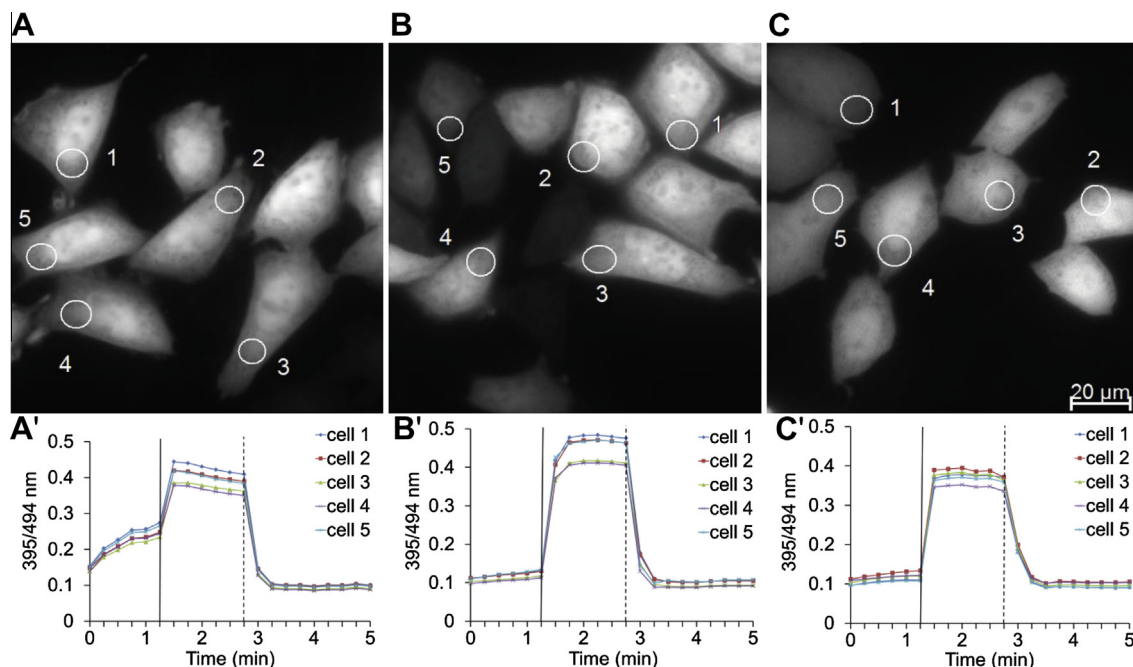 A
B
C
1
2
5
3
4
1
5
2
4
3
1
2
3
5
4
20 µm
A'
0.5
0.4
0.3
0.2
0.1
0
395/494 nm
cell 1
cell 2
cell 3
cell 4
cell 5
0 1 2 3 4 5
Time (min)
B'
0.5
0.4
0.3
0.2
0.1
0
395/494 nm
cell 1
cell 2
cell 3
cell 4
cell 5
0 1 2 3 4 5
Time (min)
C'
0.5
0.4
0.3
0.2
0.1
0
395/494 nm
cell 1
cell 2
cell 3
cell 4
cell 5
0 1 2 3 4 5
Time (min)